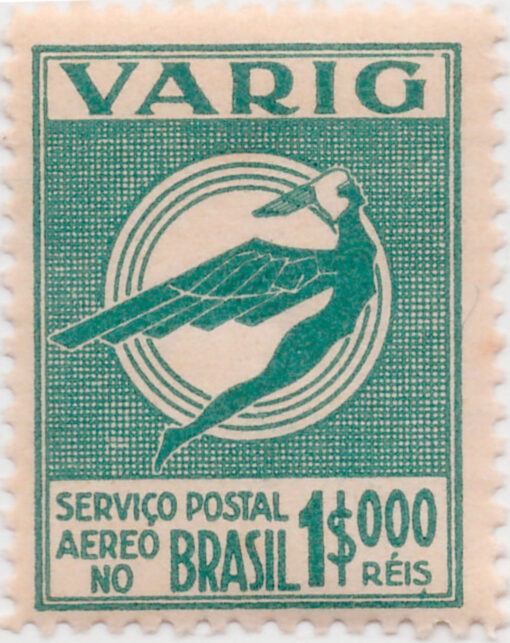 VARIG
SERVIÇO POSTAL
AEREO
NO BRASIL
1$000
RÉIS